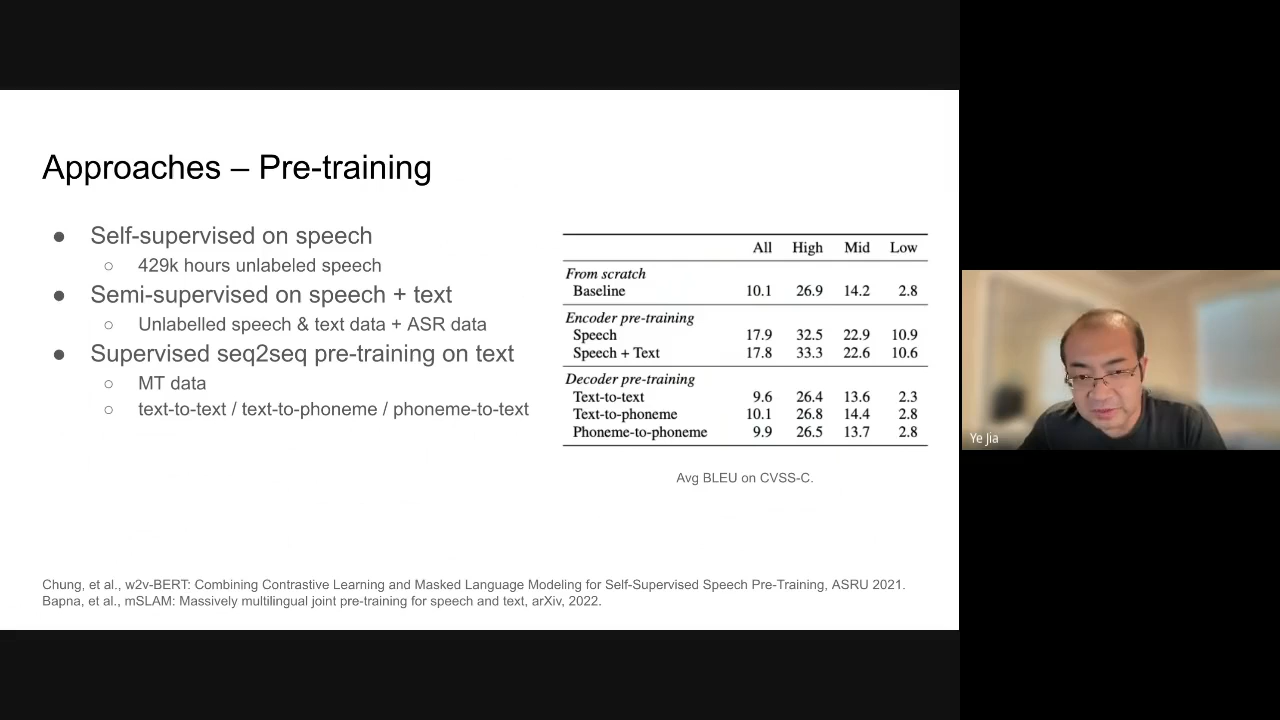 Approaches – Pre-training
● Self-supervised on speech
○ 429k hours unlabeled speech
● Semi-supervised on speech + text
○ Unlabelled speech & text data + ASR data
● Supervised seq2seq pre-training on text
○ MT data
○ text-to-text / text-to-phoneme / phoneme-to-text
All High Mid Low
From scratch
Baseline 10.1 26.9 14.2 2.8
Encoder pre-training
Speech 17.9 32.5 22.9 10.9
Speech + Text 17.8 33.3 22.6 10.6
Decoder pre-training
Text-to-text 9.6 26.4 13.6 2.3
Text-to-phoneme 10.1 26.8 14.4 2.8
Phoneme-to-phoneme 9.9 26.5 13.7 2.8
Avg BLEU on CVSS-C.
Chung, et al., w2v-BERT: Combining Contrastive Learning and Masked Language Modeling for Self-Supervised Speech Pre-Training, ASRU 2021.
Bapna, et al., mSLAM: Massively multilingual joint pre-training for speech and text, arXiv, 2022.
Ye Jia